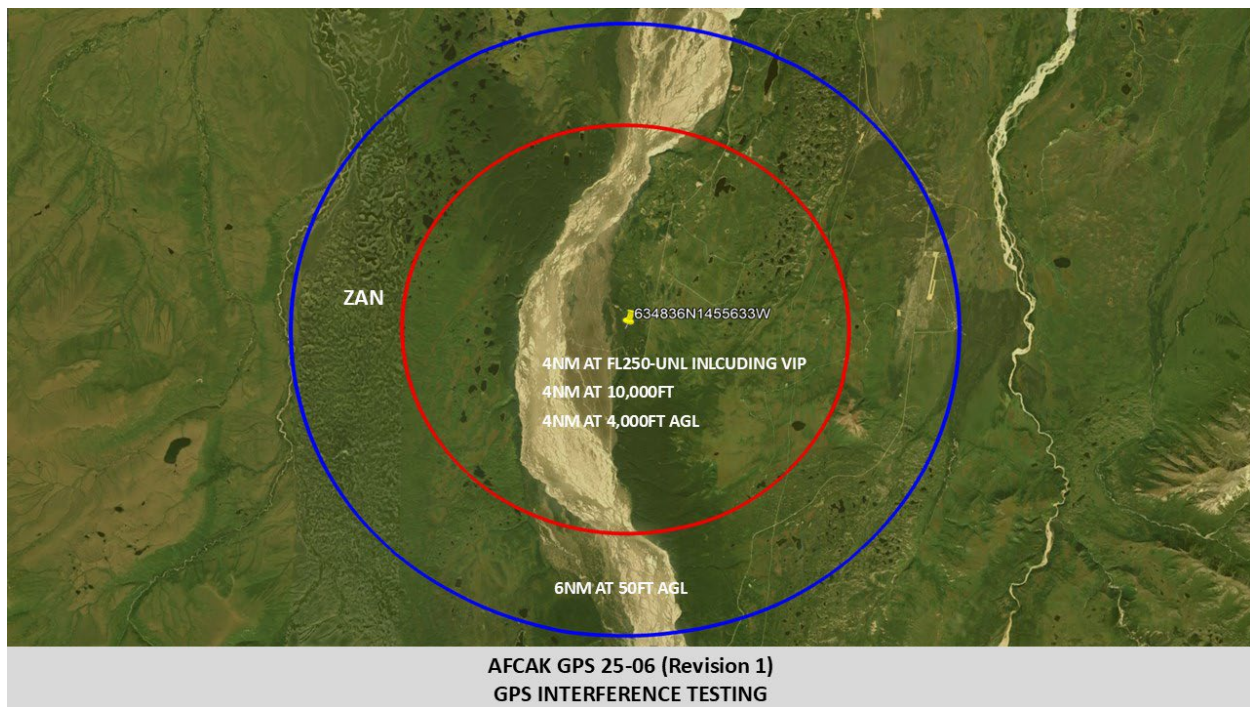 ZAN
634836N1455633W
4NM AT FL250-UNL INLCUDING VIP
4NM AT 10,000FT
4NM AT 4,000FT AGL
6NM AT 50FT AGL
AFCAK GPS 25-06 (Revision 1)
GPS INTERFERENCE TESTING